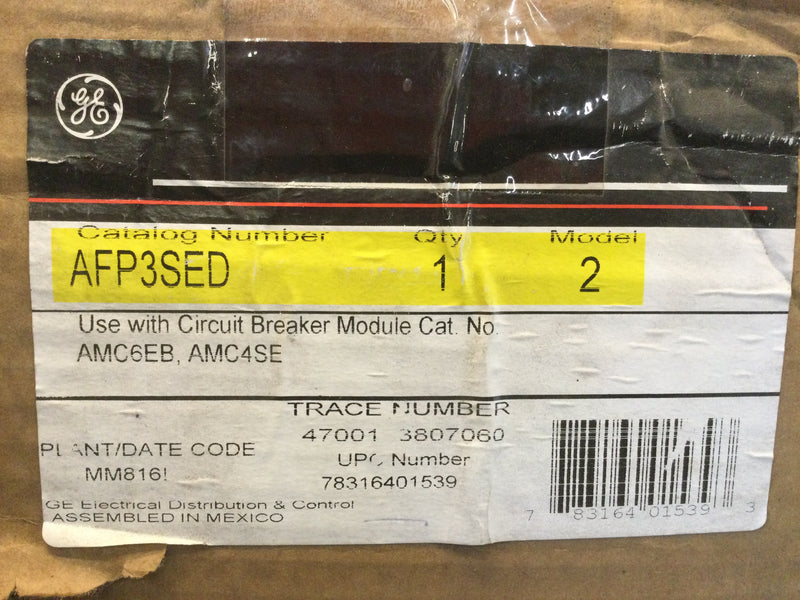 GE
Catalog Number Qty Model
AFP3SED 1 2
Use with Circuit Breaker Module Cat. No.
AMC6EB, AMC4SE
TRACE NUMBER
47001 3807060
PLANT/DATE CODE
UPC Number
78316401539
GE Electrical Distribution & Control
ASSEMBLED IN MEXICO
7 83164 01539 3